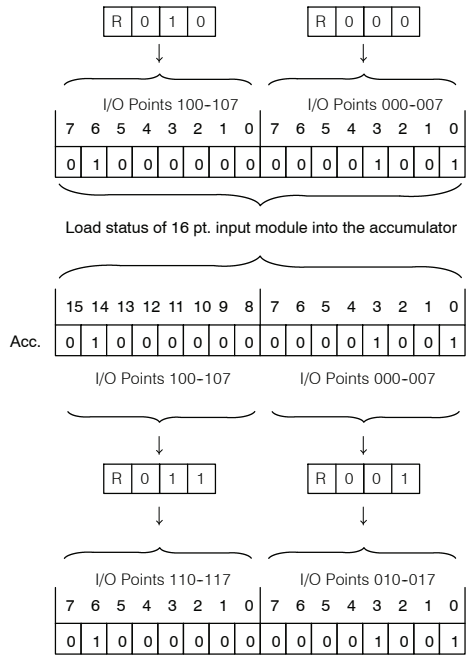 R 0 1 0 R 0 0 0
I/O Points 100-107 I/O Points 000-007
7 6 5 4 3 2 1 0 7 6 5 4 3 2 1 0
0 1 0 0 0 0 0 0 0 0 0 0 1 0 0 1
Load status of 16 pt. input module into the accumulator
15 14 13 12 11 10 9 8 7 6 5 4 3 2 1 0
Acc. 0 1 0 0 0 0 0 0 0 0 0 0 1 0 0 1
I/O Points 100-107 I/O Points 000-007
R 0 1 1 R 0 0 1
I/O Points 110-117 I/O Points 010-017
7 6 5 4 3 2 1 0 7 6 5 4 3 2 1 0
0 1 0 0 0 0 0 0 0 0 0 0 1 0 0 1